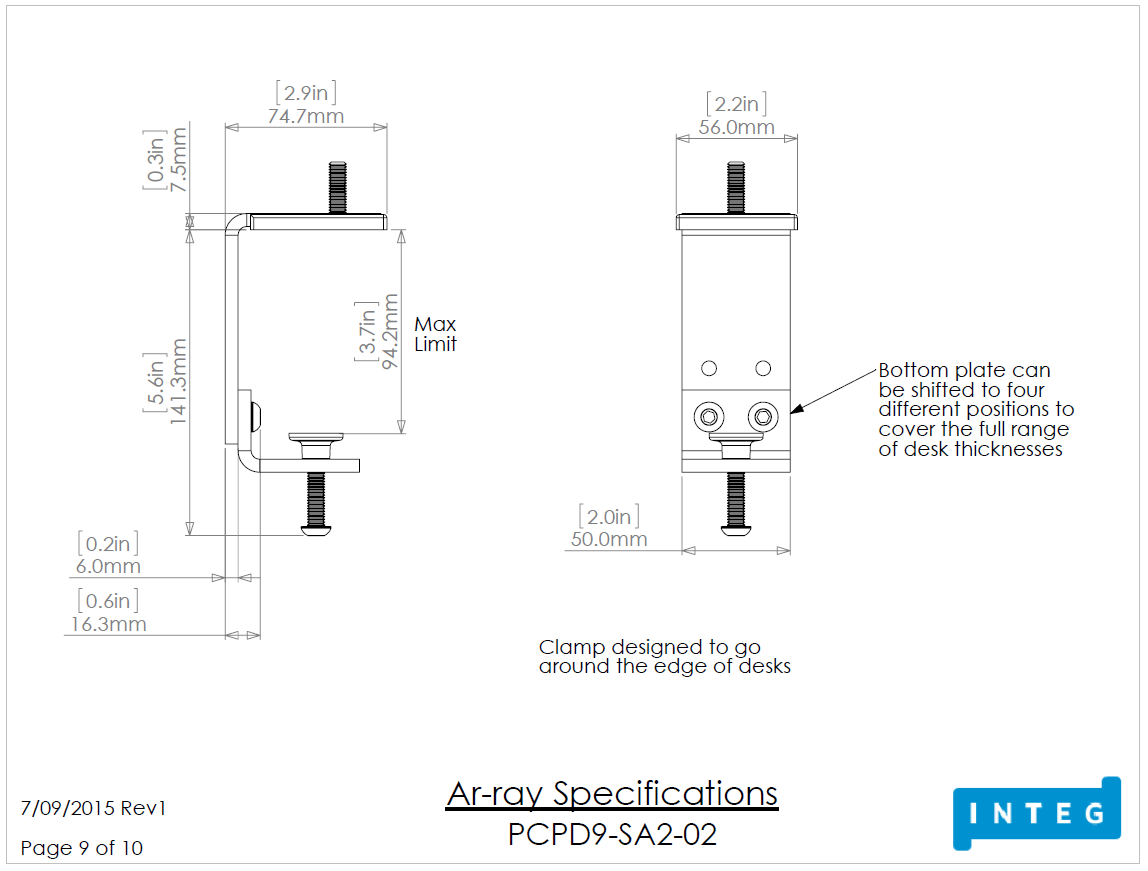 [2.9in]
74.7mm
[0.3in]
7.5mm
[2.2in]
56.0mm
[3.7in]
94.2mm
Max
Limit
[5.6in]
141.3mm
Bottom plate can
be shifted to four
different positions to
cover the full range
of desk thicknesses
[0.2in]
6.0mm
[0.6in]
16.3mm
[2.0in]
50.0mm
Clamp designed to go
around the edge of desks
Ar-ray Specifications
PCPD9-SA2-02
7/09/2015 Rev1
Page 9 of 10
INTEG